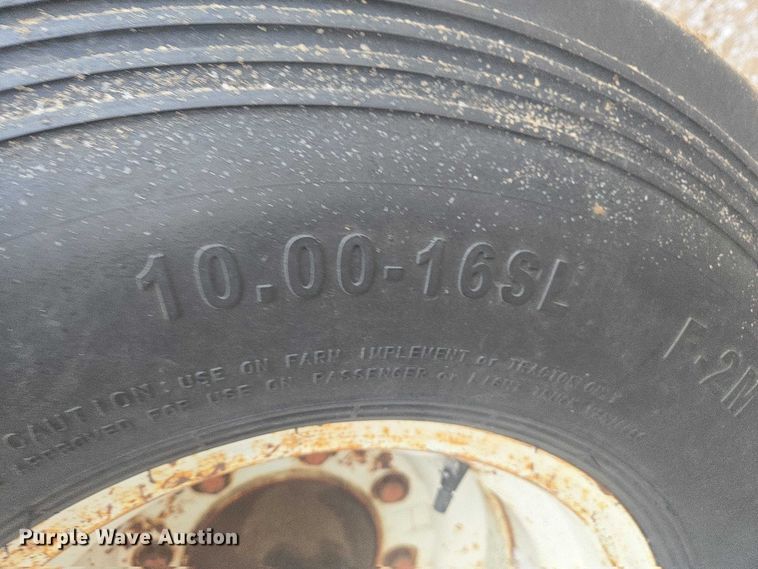 10.00-16SL
F-2M
CAUTION: USE ON FARM IMPLEMENT OR TRACTOR ONLY
APPROVED FOR USE ON PASSENGER OR LIGHT TRUCK
Purple Wave Auction